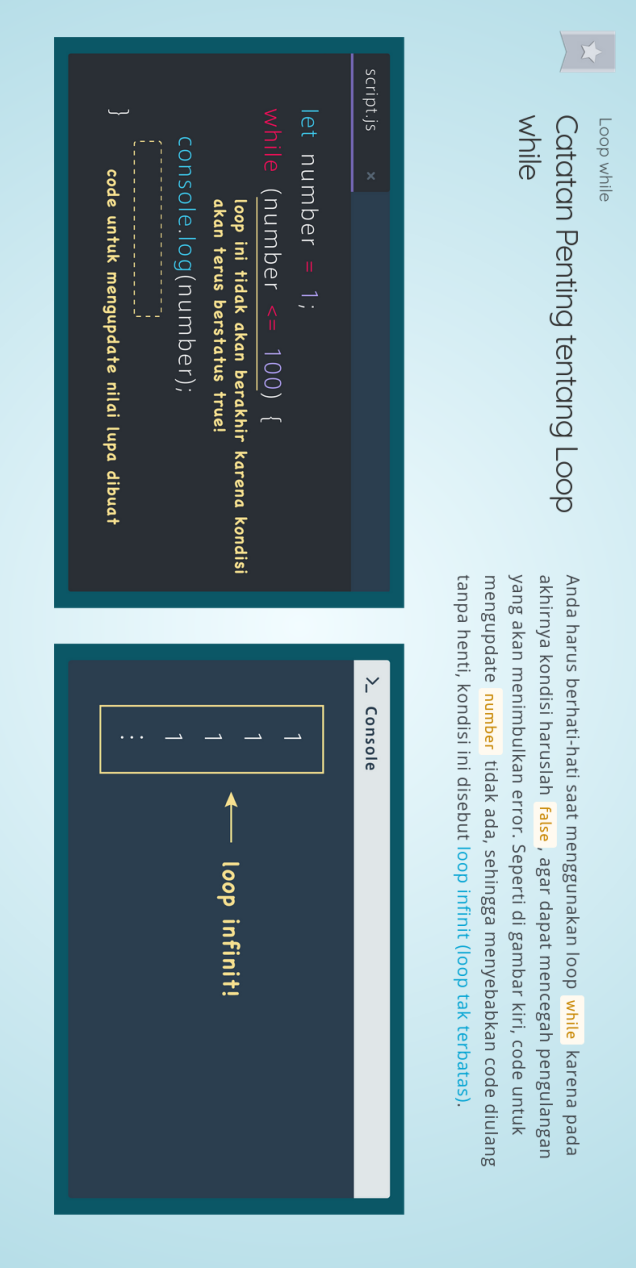 Loop while
Catatan Penting tentang Loop
while
Anda harus berhati-hati saat menggunakan loop while karena pada
akhirnya kondisi haruslah false, agar dapat mencegah pengulangan
yang akan menimbulkan error. Seperti di gambar kiri, code untuk
mengupdate number tidak ada, sehingga menyebabkan code diulang
tanpa henti, kondisi ini disebut loop infinit (loop tak terbatas).
script.js ×
let number = 1;
while (number <= 100) {
loop ini tidak akan berakhir karena kondisi
akan terus berstatus true!
console.log(number);
code untuk mengupdate nilai lupa dibuat
}
>_ Console
1
1
1
1
⋮
loop infinit!